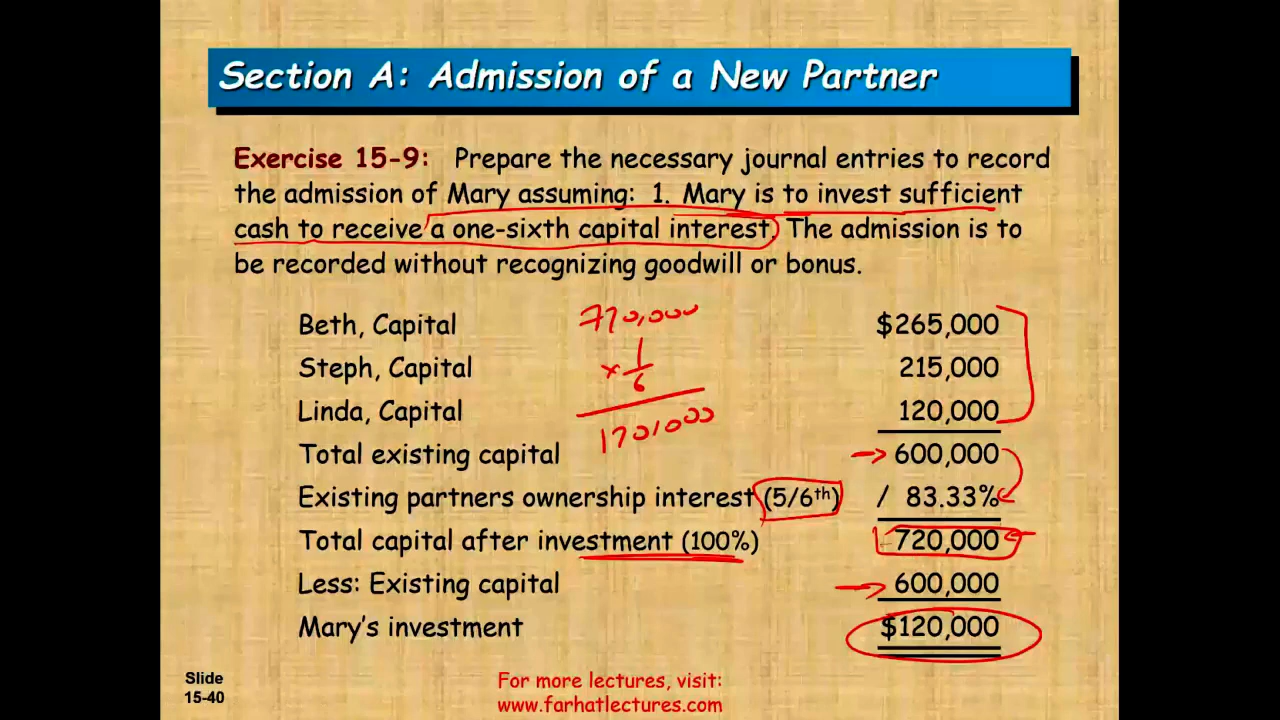 Section A: Admission of a New Partner
Exercise 15-9: Prepare the necessary journal entries to record
the admission of Mary assuming: 1. Mary is to invest sufficient
cash to receive a one-sixth capital interest. The admission is to
be recorded without recognizing goodwill or bonus.
Beth, Capital $265,000
Steph, Capital 215,000
Linda, Capital 120,000
Total existing capital 600,000
Existing partners ownership interest (5/6th) / 83.33%
Total capital after investment (100%) 720,000
Less: Existing capital 600,000
Mary's investment $120,000
720,000
× 1/6
120,000
Slide
15-40
For more lectures, visit:
www.farhatlectures.com